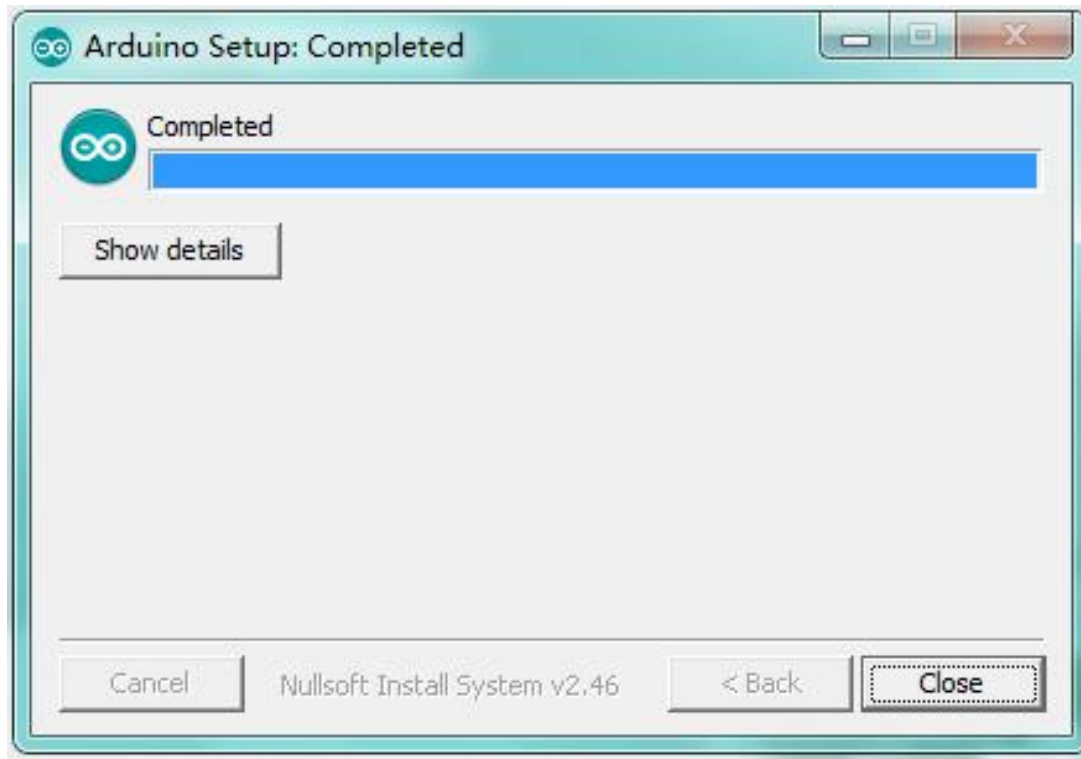 Arduino Setup: Completed
Completed
Show details
Cancel Nullsoft Install System v2.46 < Back Close